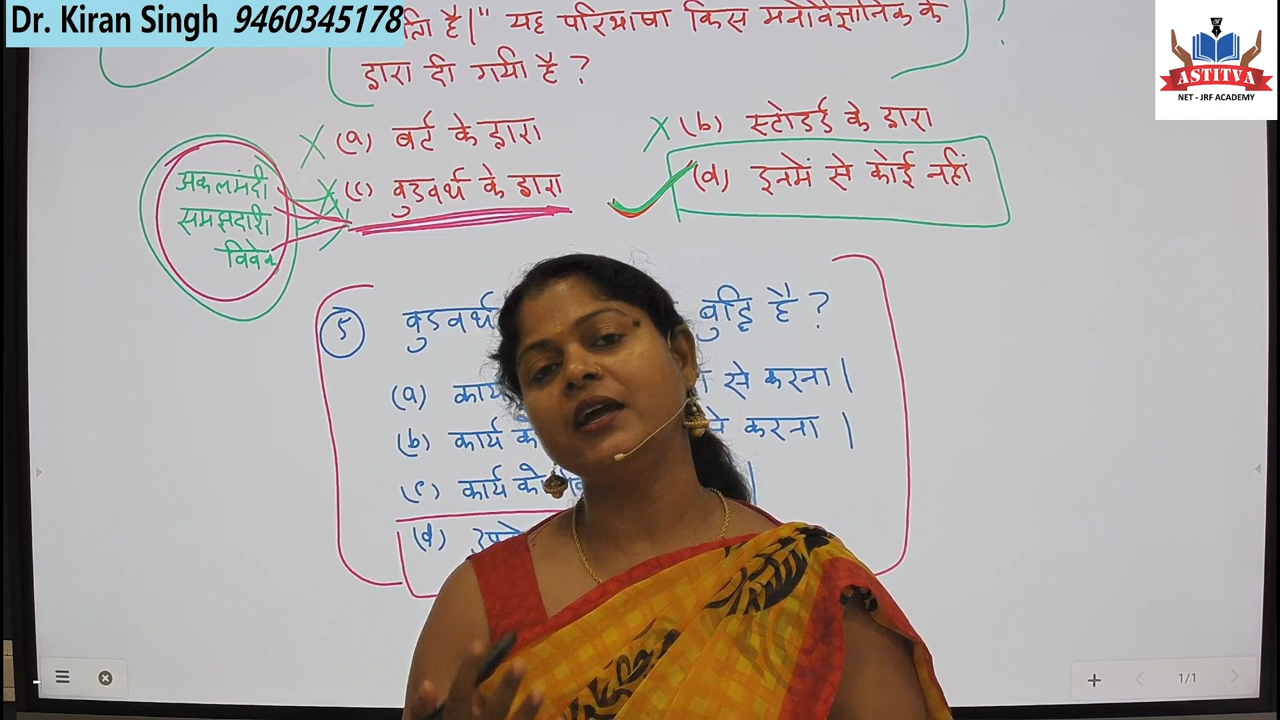 Dr. Kiran Singh 9460345178
है|" यह परिभाषा किस मनोवैज्ञानिक के
द्वारा दी गयी है ?
?
ASTITVA
NET - JRF ACADEMY
(a) बर्ट के द्वारा
(b) स्टोडर्ड के द्वारा
(c) वुडवर्थ के द्वारा
(d) इनमें से कोई नहीं
अकलमंदी
समझदारी
विवेक
5 वुडवर्थ बुद्धि है ?
(a) कार्य से करना |
(b) कार्य को से करना |
(c) कार्य को |
(d)
1/1